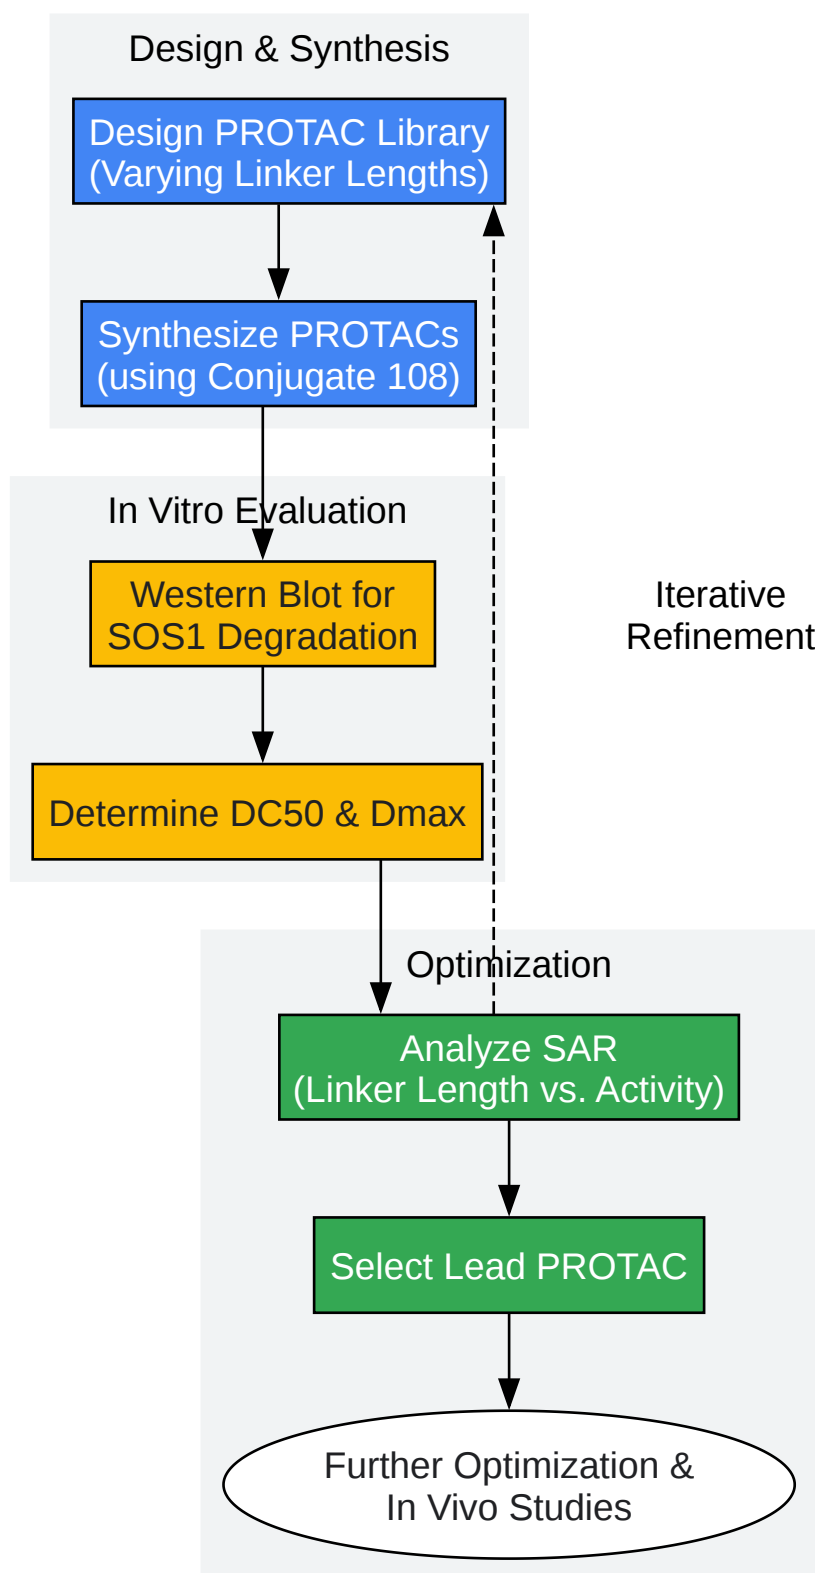 Design & Synthesis
Design PROTAC Library
(Varying Linker Lengths)
Synthesize PROTACs
(using Conjugate 108)
In Vitro Evaluation
Western Blot for
SOS1 Degradation
Iterative
Refinement
Determine DC50 & Dmax
Optimization
Analyze SAR
(Linker Length vs. Activity)
Select Lead PROTAC
Further Optimization &
In Vivo Studies